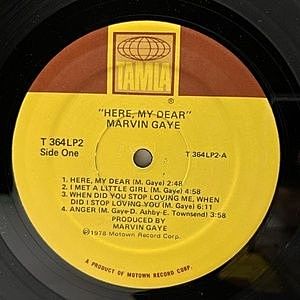 TAMLA
®
"HERE, MY DEAR"
MARVIN GAYE
T 364LP2
Side One
T 364LP2-A
1. HERE, MY DEAR (M. Gaye) 2:48
2. I MET A LITTLE GIRL (M. Gaye) 4:58
3. WHEN DID YOU STOP LOVING ME, WHEN
DID I STOP LOVING YOU (M. Gaye) 6:11
4. ANGER (M. Gaye-D. Ashby-E. Townsend) 3:58
PRODUCED BY
MARVIN GAYE
©1978 Motown Record Corp.
A PRODUCT OF MOTOWN RECORD CORP.